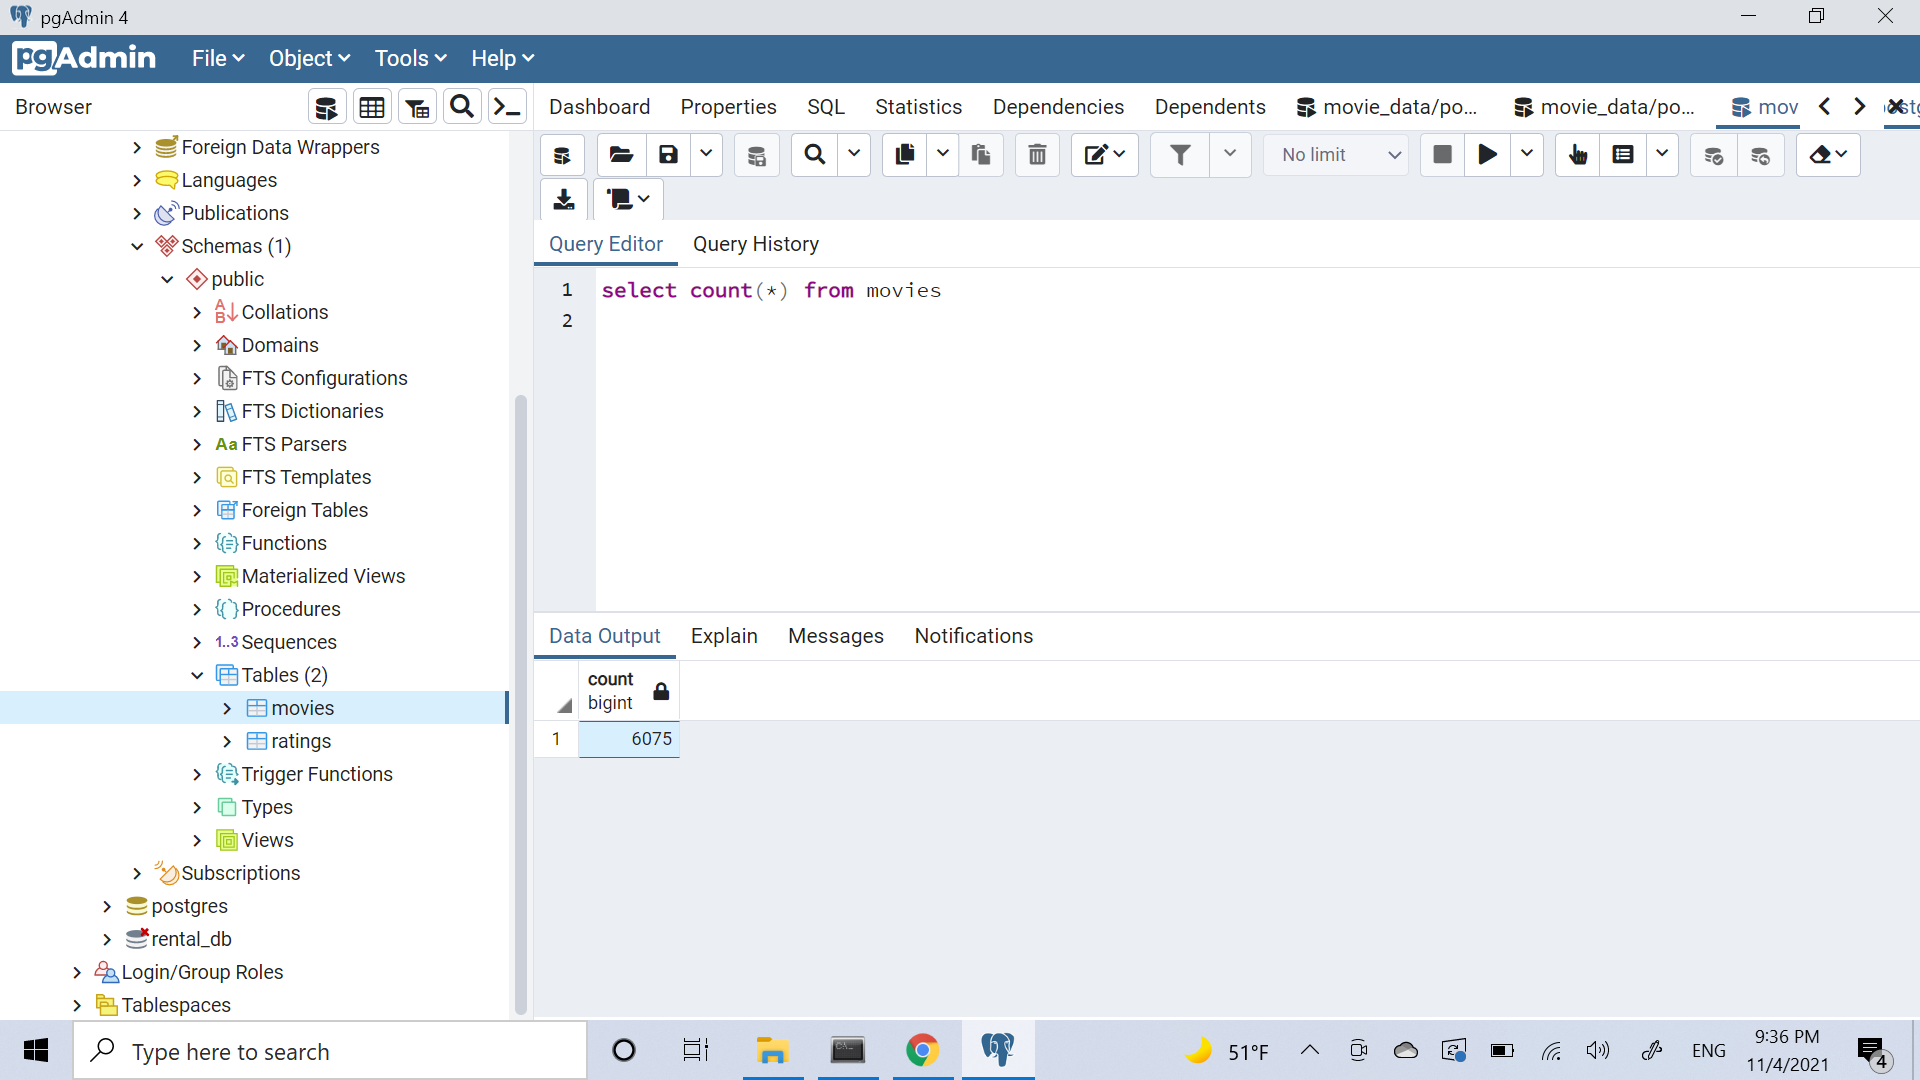 pgAdmin 4
pgAdmin File Object Tools Help
Browser
Dashboard Properties SQL Statistics Dependencies Dependents movie_data/po... movie_data/po... mov
No limit
Foreign Data Wrappers
Languages
Publications
Schemas (1)
public
Collations
Domains
FTS Configurations
FTS Dictionaries
Aa FTS Parsers
FTS Templates
Foreign Tables
Functions
Materialized Views
Procedures
1..3 Sequences
Tables (2)
movies
ratings
Trigger Functions
Types
Views
Subscriptions
postgres
rental_db
Login/Group Roles
Tablespaces
Query Editor Query History
1 select count(*) from movies
2
Data Output Explain Messages Notifications
count
bigint
1 6075
Type here to search
51°F
ENG
9:36 PM
11/4/2021
4